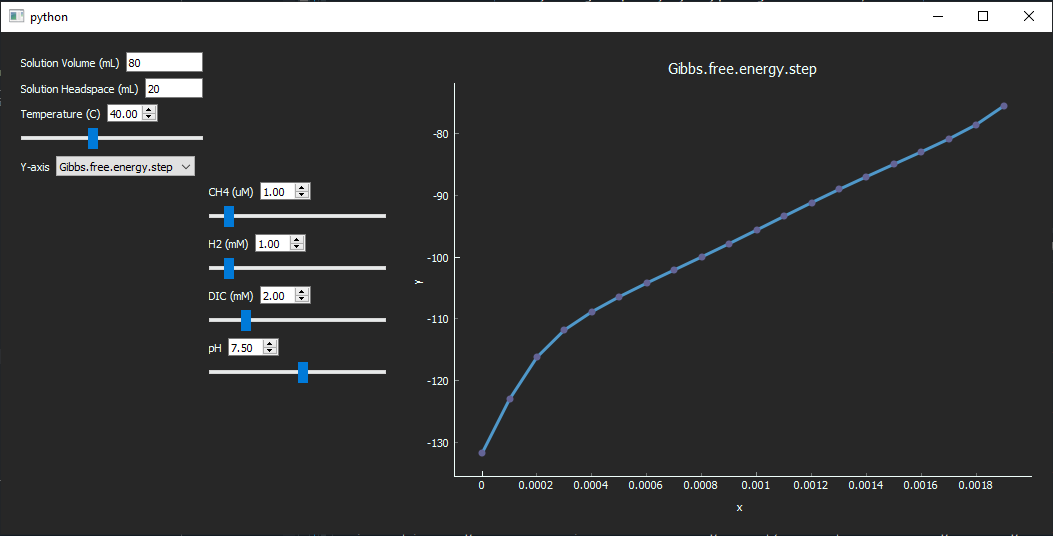 python
Solution Volume (mL) 80
Solution Headspace (mL) 20
Temperature (C) 40.00
Y-axis Gibbs.free.energy.step
CH4 (uM) 1.00
H2 (mM) 1.00
DIC (mM) 2.00
pH 7.50
Gibbs.free.energy.step
-80
-90
-100
-110
-120
-130
y
0 0.0002 0.0004 0.0006 0.0008 0.001 0.0012 0.0014 0.0016 0.0018
x